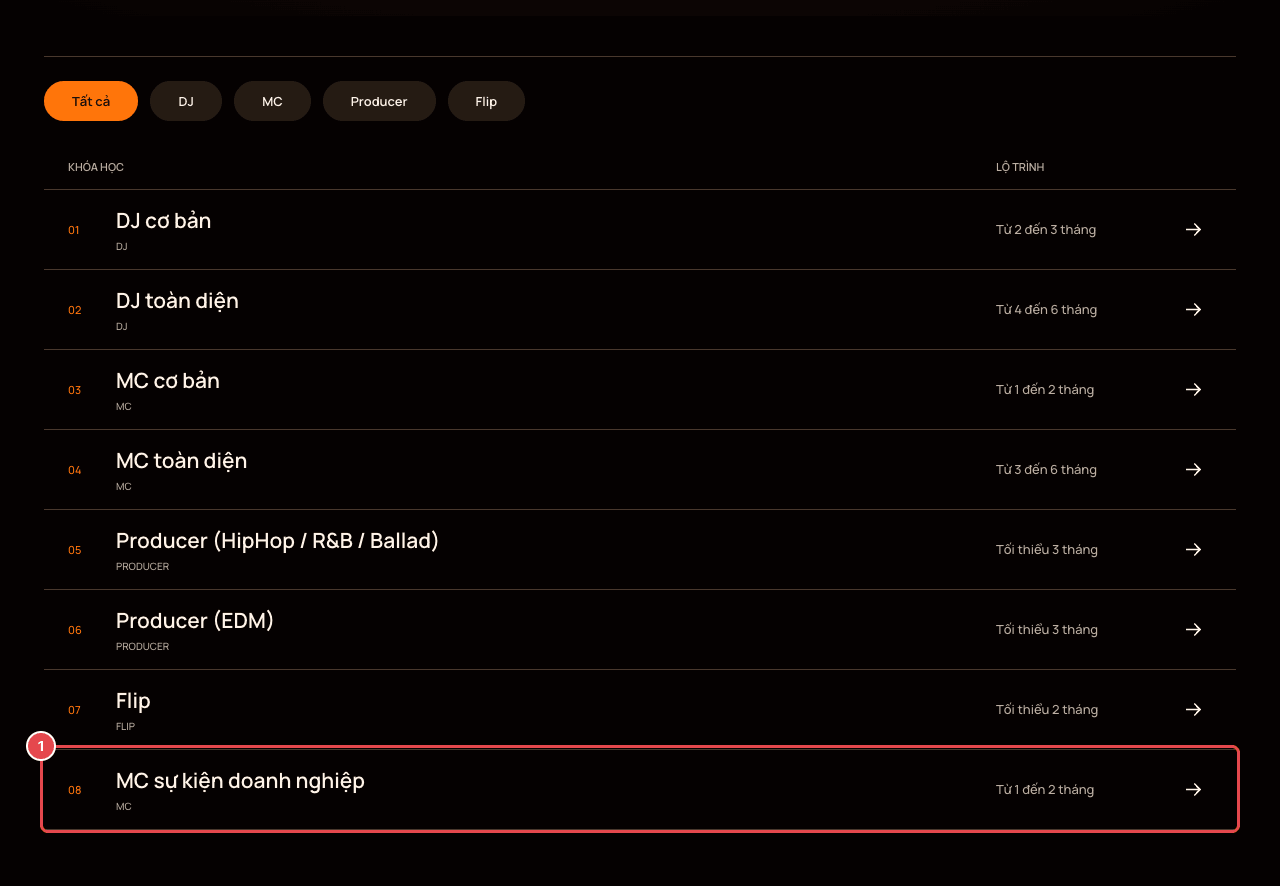 Tất cả
DJ
MC
Producer
Flip
KHÓA HỌC
LỘ TRÌNH
01
DJ cơ bản
DJ
Từ 2 đến 3 tháng
02
DJ toàn diện
DJ
Từ 4 đến 6 tháng
03
MC cơ bản
MC
Từ 1 đến 2 tháng
04
MC toàn diện
MC
Từ 3 đến 6 tháng
05
Producer (HipHop / R&B / Ballad)
PRODUCER
Tối thiểu 3 tháng
06
Producer (EDM)
PRODUCER
Tối thiểu 3 tháng
07
Flip
FLIP
Tối thiểu 2 tháng
1
08
MC sự kiện doanh nghiệp
MC
Từ 1 đến 2 tháng